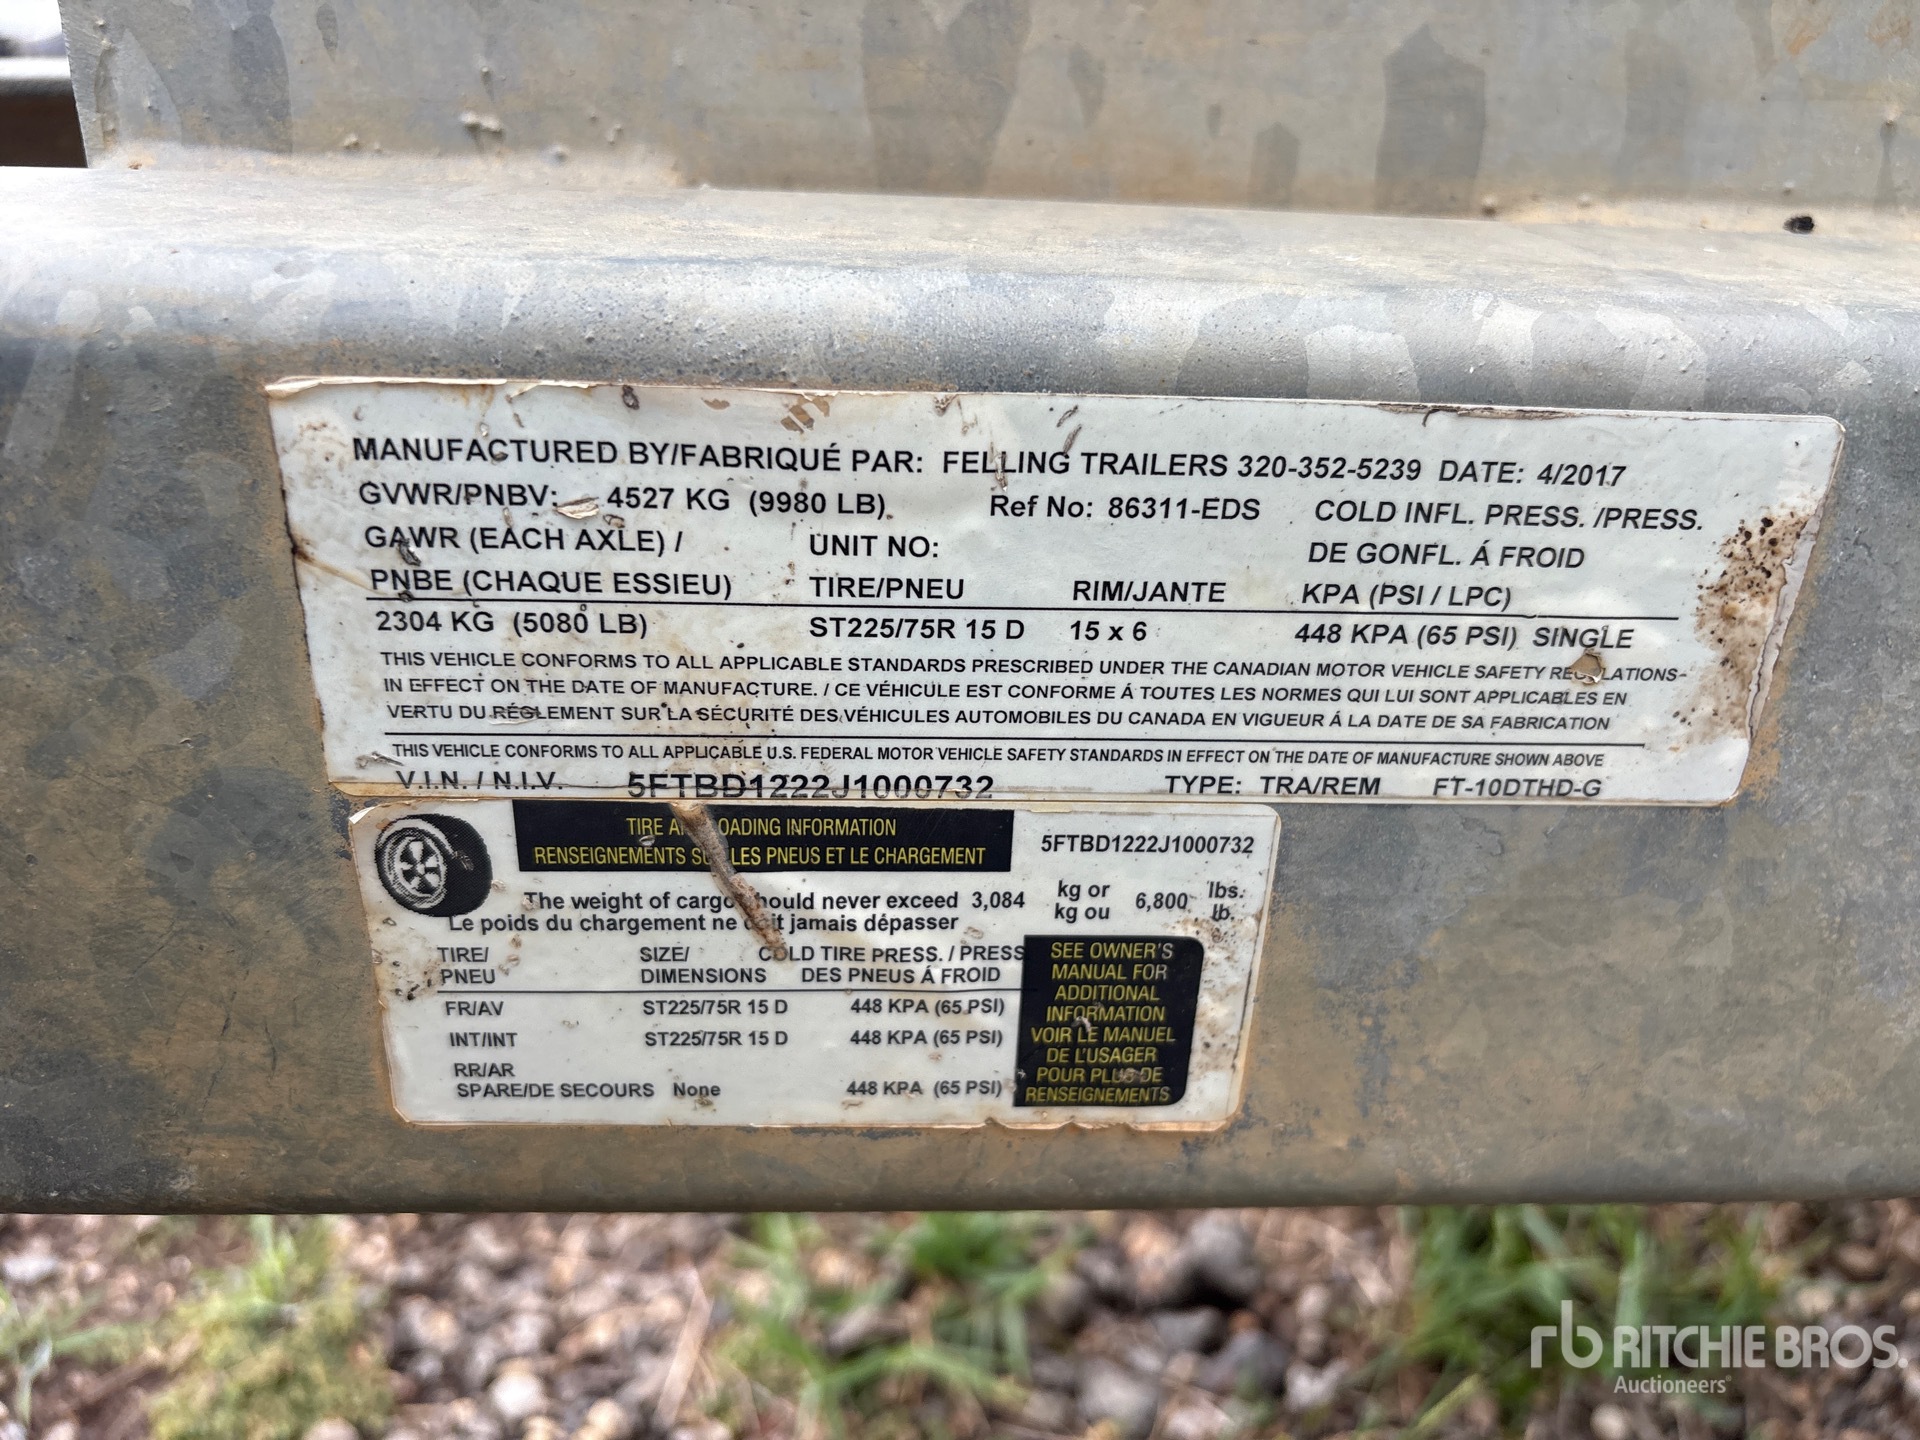 MANUFACTURED BY/FABRIQUÉ PAR: FELLING TRAILERS 320-352-5239 DATE: 4/2017
GVWR/PNBV: 4527 KG (9980 LB) Ref No: 86311-EDS COLD INFL. PRESS. /PRESS.
GAWR (EACH AXLE) / UNIT NO: DE GONFL. Á FROID
PNBE (CHAQUE ESSIEU) TIRE/PNEU RIM/JANTE KPA (PSI / LPC)
2304 KG (5080 LB) ST225/75R 15 D 15 x 6 448 KPA (65 PSI) SINGLE
THIS VEHICLE CONFORMS TO ALL APPLICABLE STANDARDS PRESCRIBED UNDER THE CANADIAN MOTOR VEHICLE SAFETY REGULATIONS
IN EFFECT ON THE DATE OF MANUFACTURE. / CE VÉHICULE EST CONFORME Á TOUTES LES NORMES QUI LUI SONT APPLICABLES EN
VERTU DU RÉGLEMENT SUR LA SÉCURITÉ DES VÉHICULES AUTOMOBILES DU CANADA EN VIGUEUR Á LA DATE DE SA FABRICATION
THIS VEHICLE CONFORMS TO ALL APPLICABLE U.S. FEDERAL MOTOR VEHICLE SAFETY STANDARDS IN EFFECT ON THE DATE OF MANUFACTURE SHOWN ABOVE
V.I.N. / N.I.V. 5FTBD1222J1000732 TYPE: TRA/REM FT-10DTHD-G
TIRE AND LOADING INFORMATION
RENSEIGNEMENTS SUR LES PNEUS ET LE CHARGEMENT
5FTBD1222J1000732
The weight of cargo should never exceed 3,084 kg or 6,800 lbs.
Le poids du chargement ne doit jamais dépasser kg ou lb.
TIRE/ SIZE/ COLD TIRE PRESS. / PRESS
PNEU DIMENSIONS DES PNEUS Á FROID
FR/AV ST225/75R 15 D 448 KPA (65 PSI)
INT/INT ST225/75R 15 D 448 KPA (65 PSI)
RR/AR
SPARE/DE SECOURS None 448 KPA (65 PSI)
SEE OWNER'S
MANUAL FOR
ADDITIONAL
INFORMATION
VOIR LE MANUEL
DE L'USAGER
POUR PLUS DE
RENSEIGNEMENTS
rb RITCHIE BROS.
Auctioneers